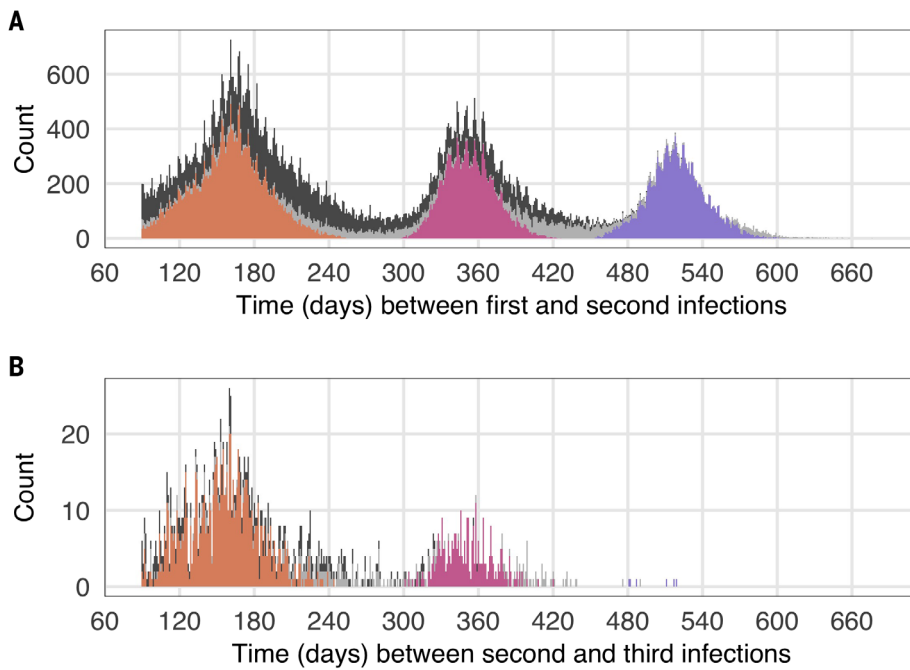 A
600
400
200
0
Count
60 120 180 240 300 360 420 480 540 600 660
Time (days) between first and second infections
B
20
10
0
Count
60 120 180 240 300 360 420 480 540 600 660
Time (days) between second and third infections